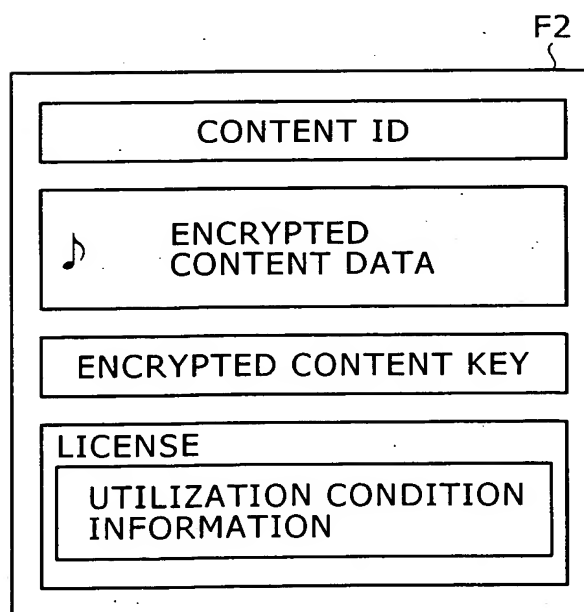 F2
CONTENT ID
ENCRYPTED
CONTENT DATA
ENCRYPTED CONTENT KEY
LICENSE
UTILIZATION CONDITION
INFORMATION